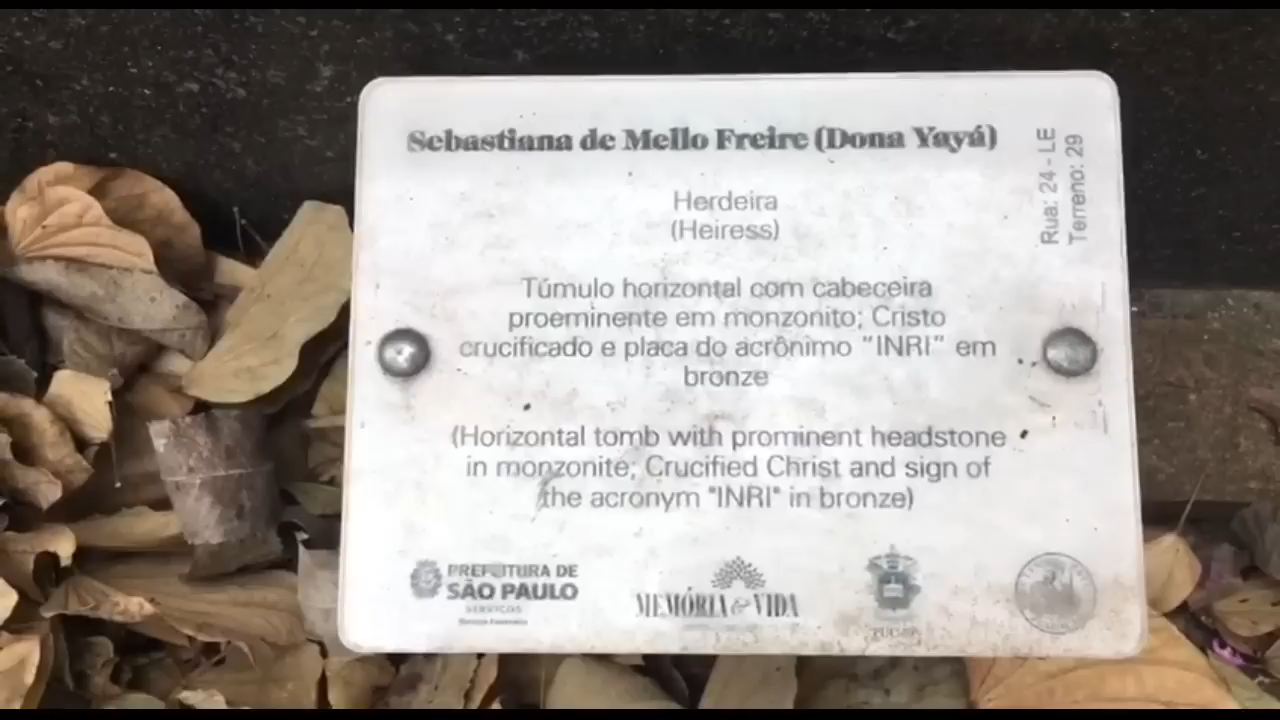 Sebastiana de Mello Freire (Dona Yayá)
Rua: 24 - LE
Terreno: 29
Herdeira
(Heiress)
Túmulo horizontal com cabeceira
proeminente em monzonito; Cristo
crucificado e placa do acrônimo “INRI” em
bronze
(Horizontal tomb with prominent headstone
in monzonite; Crucified Christ and sign of
the acronym "INRI" in bronze)
PREFEITURA DE
SÃO PAULO
SERVIÇOS
MEMÓRIA & VIDA